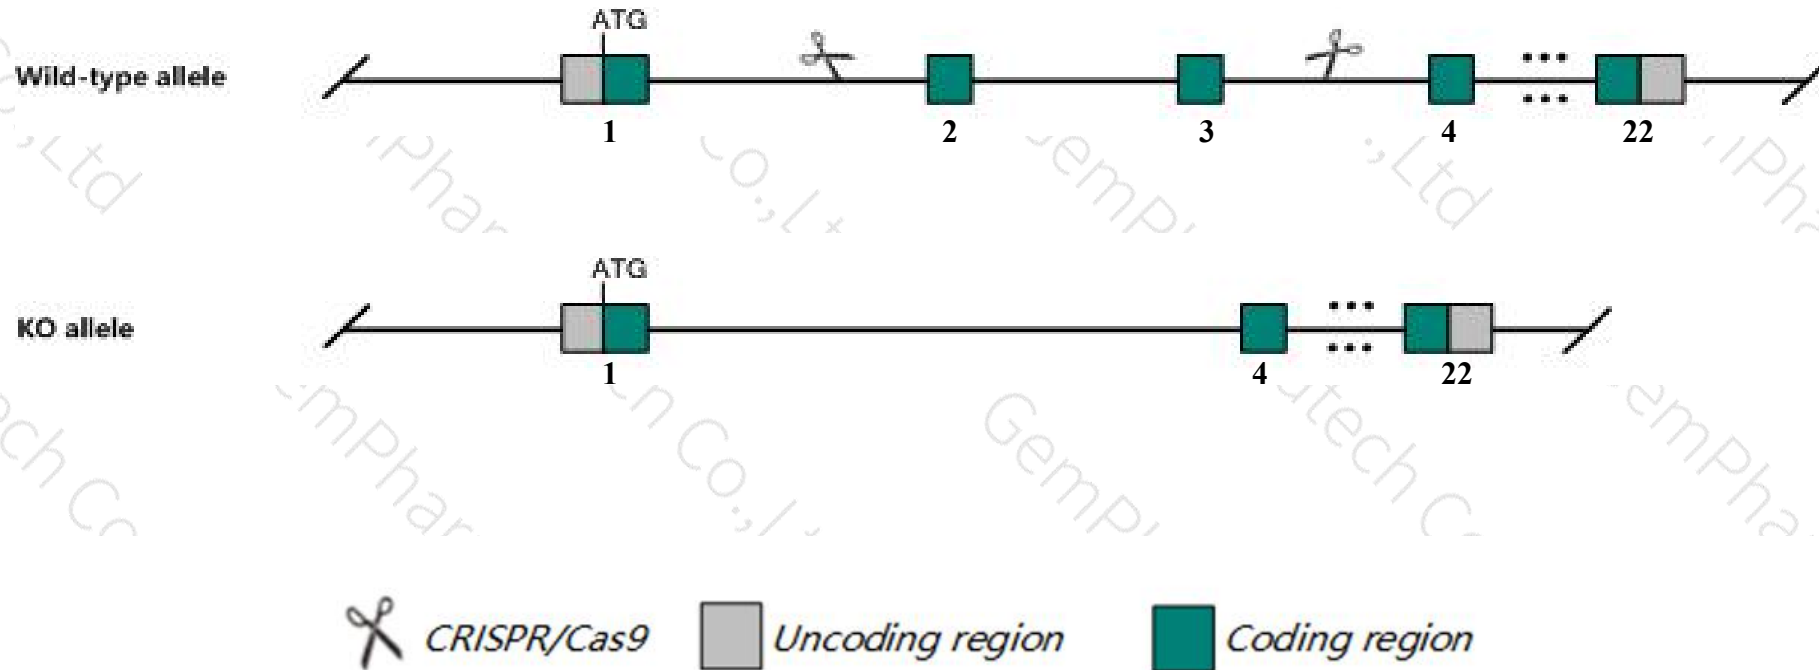 ATG
Wild-type allele
1 2 3 4 22
ATG
KO allele
1 4 22
CRISPR/Cas9 Uncoding region Coding region